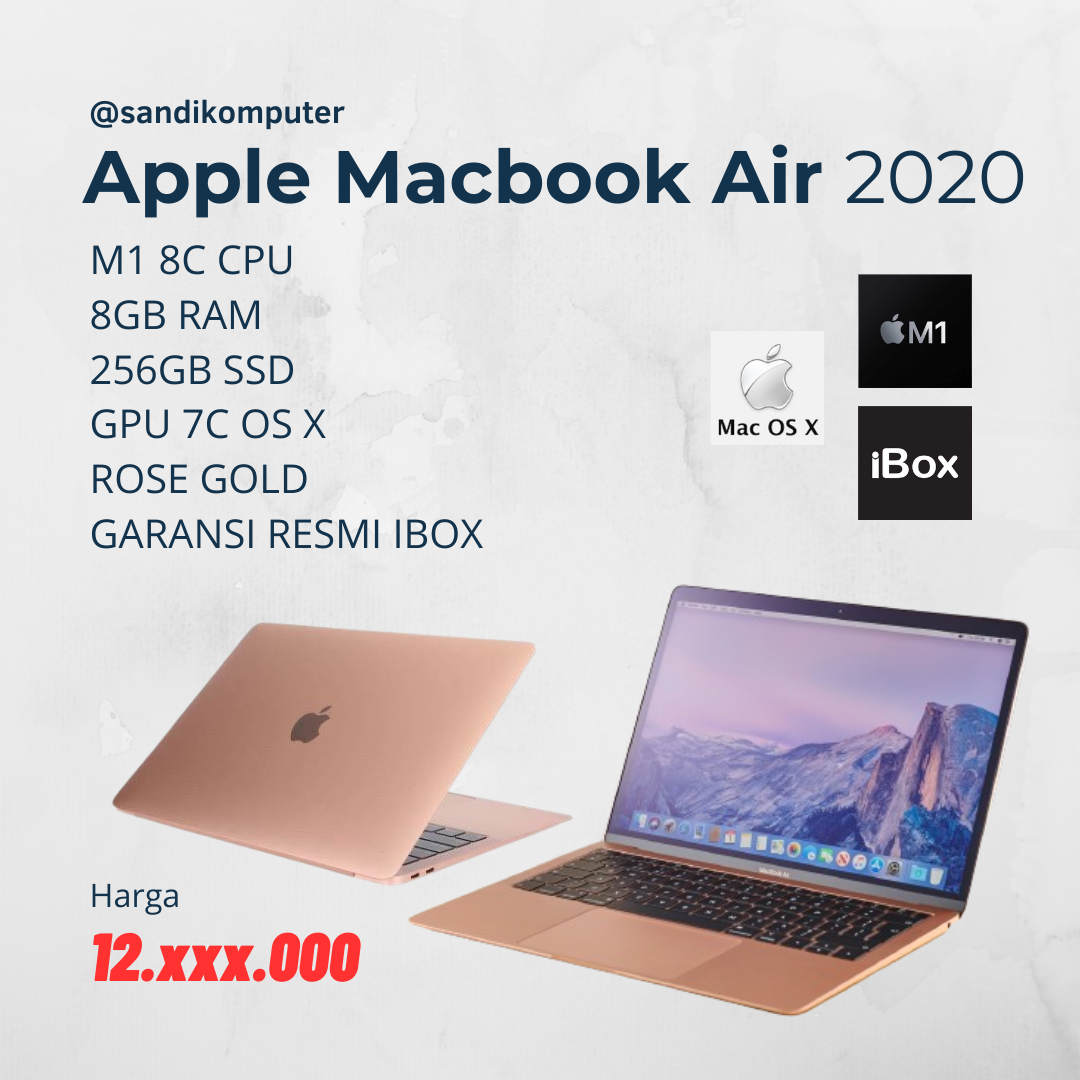 @sandikomputer
Apple Macbook Air 2020
M1 8C CPU
8GB RAM
256GB SSD
GPU 7C OS X
ROSE GOLD
GARANSI RESMI IBOX
M1
Mac OS X
iBox
Harga
12.xxx.000